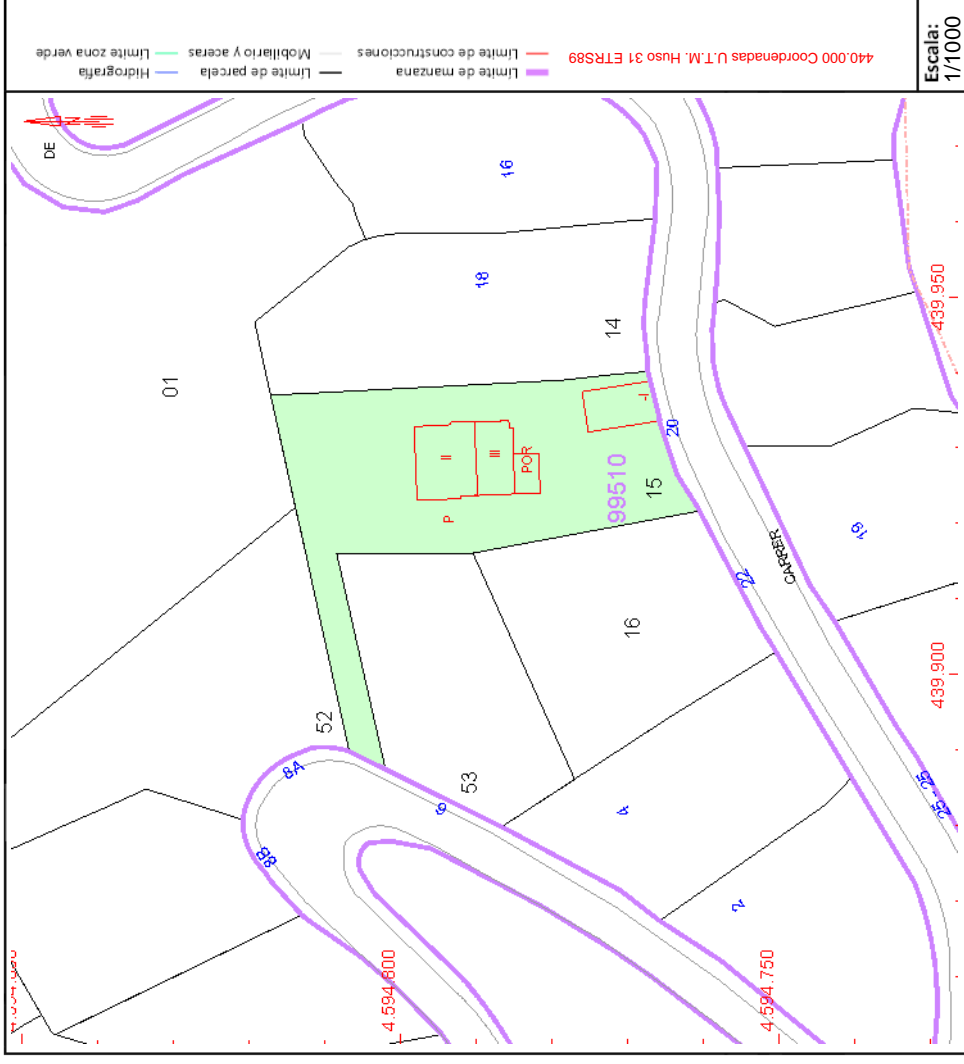 Límite de manzana
Límite de construcciones
Límite de parcela
Mobiliario y aceras
Hidrografía
Límite zona verde
440.000 Coordenadas U.T.M. Huso 31 ETRS89
Escala:
1/1000
DE
01
16
18
14
II
III
POR
P
-I
99510
15
20
439.950
52
8A
8B
53
6
16
22
CARRER
19
4
2
25-25
439.900
4.594.800
4.594.750